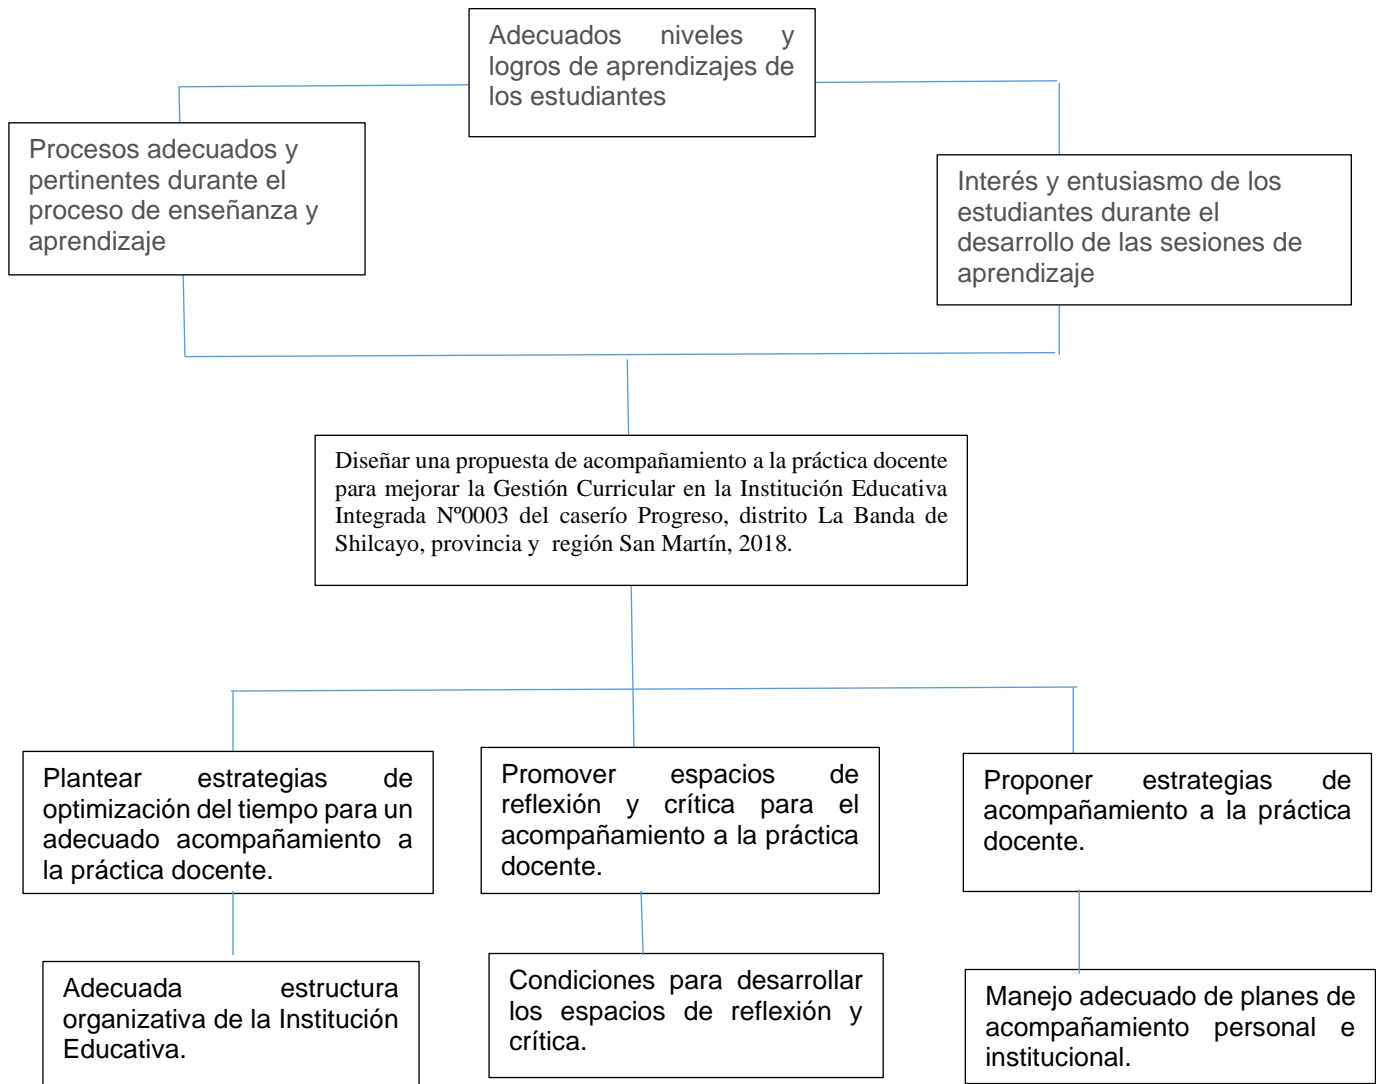 Adecuados niveles y
logros de aprendizajes de
los estudiantes
Procesos adecuados y
pertinentes durante el
proceso de enseñanza y
aprendizaje
Interés y entusiasmo de los
estudiantes durante el
desarrollo de las sesiones de
aprendizaje
Diseñar una propuesta de acompañamiento a la práctica docente
para mejorar la Gestión Curricular en la Institución Educativa
Integrada Nº0003 del caserío Progreso, distrito La Banda de
Shilcayo, provincia y región San Martín, 2018.
Plantear estrategias de
optimización del tiempo para un
adecuado acompañamiento a
la práctica docente.
Promover espacios de
reflexión y crítica para el
acompañamiento a la práctica
docente.
Proponer estrategias de
acompañamiento a la práctica
docente.
Adecuada estructura
organizativa de la Institución
Educativa.
Condiciones para desarrollar
los espacios de reflexión y
crítica.
Manejo adecuado de planes de
acompañamiento personal e
institucional.